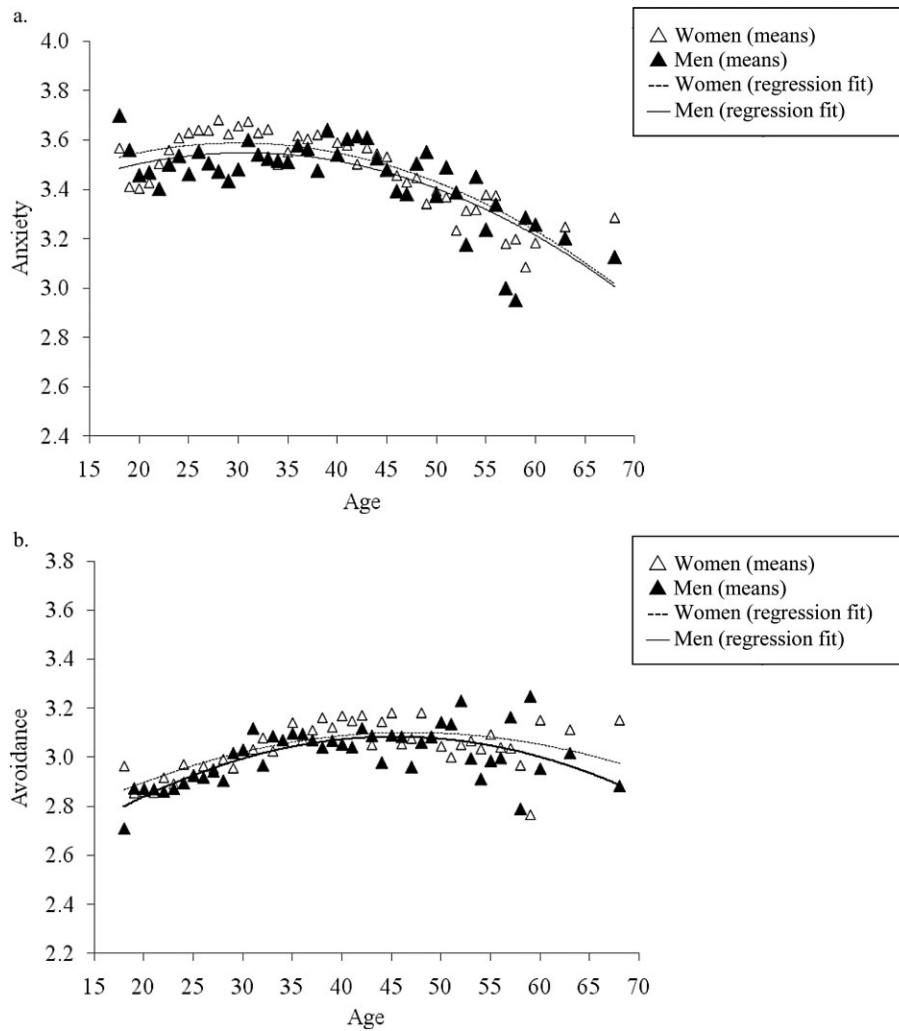 a.
4.0
3.8
3.6
3.4
3.2
3.0
2.8
2.6
2.4
Anxiety
15 20 25 30 35 40 45 50 55 60 65 70
Age
Women (means)
Men (means)
Women (regression fit)
Men (regression fit)
b.
3.8
3.6
3.4
3.2
3.0
2.8
2.6
2.4
2.2
Avoidance
15 20 25 30 35 40 45 50 55 60 65 70
Age
Women (means)
Men (means)
Women (regression fit)
Men (regression fit)